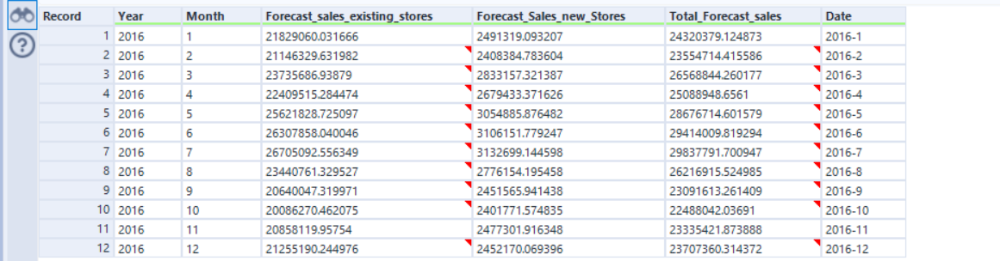 Record Year Month Forecast_sales_existing_stores Forecast_Sales_new_Stores Total_Forecast_sales Date
1 2016 1 21829060.031666 2491319.093207 24320379.124873 2016-1
2 2016 2 21146329.631982 2408384.783604 23554714.415586 2016-2
3 2016 3 23735686.93879 2833157.321387 26568844.260177 2016-3
4 2016 4 22409515.284474 2679433.371626 25088948.6561 2016-4
5 2016 5 25621828.725097 3054885.876482 28676714.601579 2016-5
6 2016 6 26307858.040046 3106151.779247 29414009.819294 2016-6
7 2016 7 26705092.556349 3132699.144598 29837791.700947 2016-7
8 2016 8 23440761.329527 2776154.195458 26216915.524985 2016-8
9 2016 9 20640047.319971 2451565.941438 23091613.261409 2016-9
10 2016 10 20086270.462075 2401771.574835 22488042.03691 2016-10
11 2016 11 20858119.95754 2477301.916348 23335421.873888 2016-11
12 2016 12 21255190.244976 2452170.069396 23707360.314372 2016-12